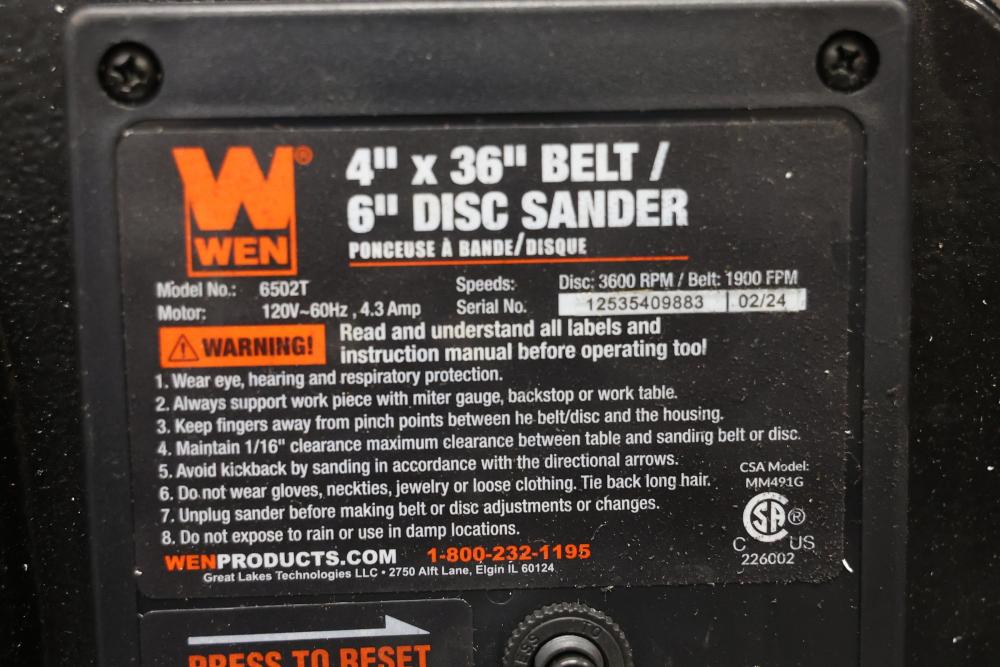 WEN®
4" x 36" BELT /
6" DISC SANDER
PONCEUSE À BANDE/DISQUE
Model No.: 6502T Speeds: Disc: 3600 RPM / Belt: 1900 FPM
Motor: 120V~60Hz , 4.3 Amp Serial No. 12535409883 02/24
WARNING! Read and understand all labels and
instruction manual before operating tool
1. Wear eye, hearing and respiratory protection.
2. Always support work piece with miter gauge, backstop or work table.
3. Keep fingers away from pinch points between he belt/disc and the housing.
4. Maintain 1/16" clearance maximum clearance between table and sanding belt or disc.
5. Avoid kickback by sanding in accordance with the directional arrows.
6. Do not wear gloves, neckties, jewelry or loose clothing. Tie back long hair.
7. Unplug sander before making belt or disc adjustments or changes.
8. Do not expose to rain or use in damp locations.
CSA Model:
MM491G
SA®
C US
226002
WENPRODUCTS.COM 1-800-232-1195
Great Lakes Technologies LLC • 2750 Alft Lane, Elgin IL 60124
PRESS TO RESET
TO